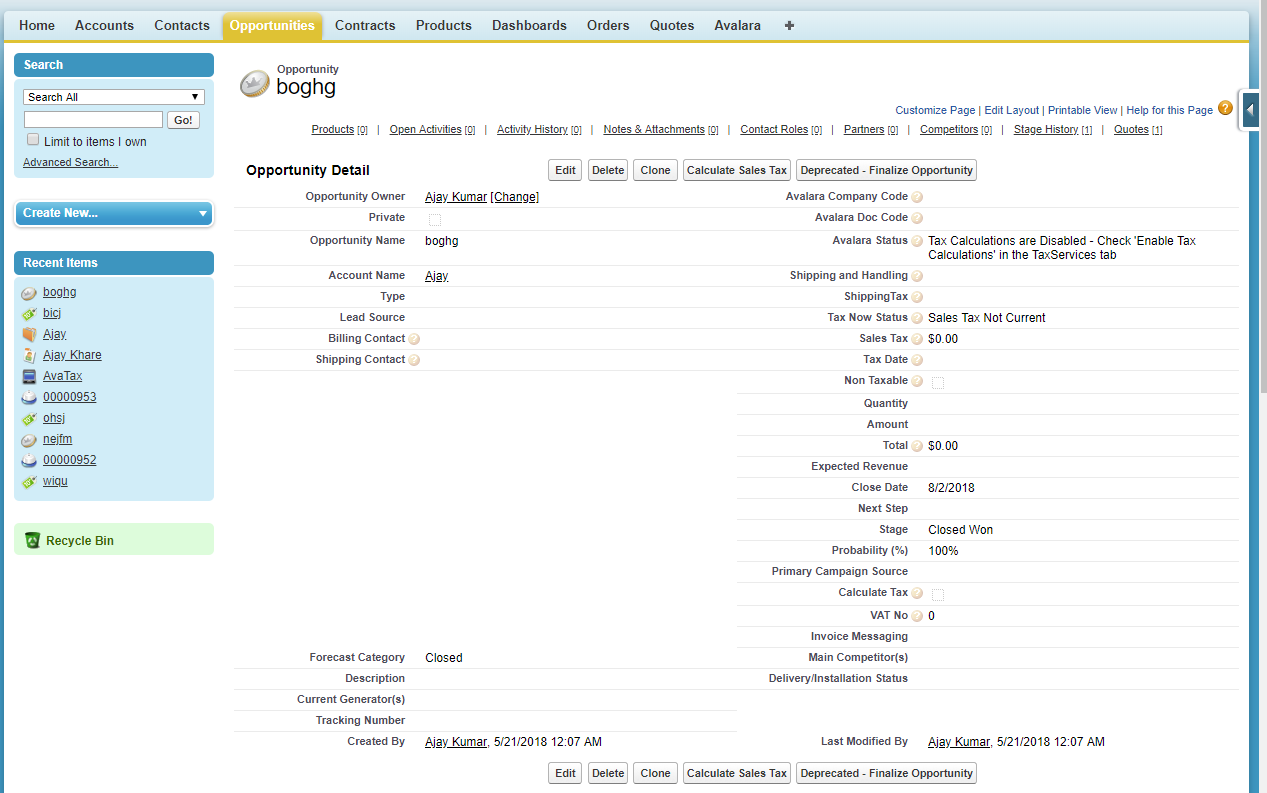 Home Accounts Contacts Opportunities Contracts Products Dashboards Orders Quotes Avalara +
Search
Search All
Go!
Limit to items I own
Advanced Search...
Create New...
Recent Items
boghg
bicj
Ajay
Ajay Khare
AvaTax
00000953
ohsj
nejfm
00000952
wiqu
Recycle Bin
Opportunity
boghg
Customize Page | Edit Layout | Printable View | Help for this Page ?
Products [0] | Open Activities [0] | Activity History [0] | Notes & Attachments [0] | Contact Roles [0] | Partners [0] | Competitors [0] | Stage History [1] | Quotes [1]
Opportunity Detail Edit Delete Clone Calculate Sales Tax Deprecated - Finalize Opportunity
Opportunity Owner Ajay Kumar [Change] Avalara Company Code ?
Private Avalara Doc Code ?
Opportunity Name boghg Avalara Status ? Tax Calculations are Disabled - Check 'Enable Tax
Calculations' in the TaxServices tab
Account Name Ajay Shipping and Handling ?
Type ShippingTax ?
Lead Source Tax Now Status ? Sales Tax Not Current
Billing Contact ? Sales Tax ? $0.00
Shipping Contact ? Tax Date ?
Non Taxable ?
Quantity
Amount
Total ? $0.00
Expected Revenue
Close Date 8/2/2018
Next Step
Stage Closed Won
Probability (%) 100%
Primary Campaign Source
Calculate Tax ?
VAT No ? 0
Invoice Messaging
Forecast Category Closed Main Competitor(s)
Description Delivery/Installation Status
Current Generator(s)
Tracking Number
Created By Ajay Kumar, 5/21/2018 12:07 AM Last Modified By Ajay Kumar, 5/21/2018 12:07 AM
Edit Delete Clone Calculate Sales Tax Deprecated - Finalize Opportunity